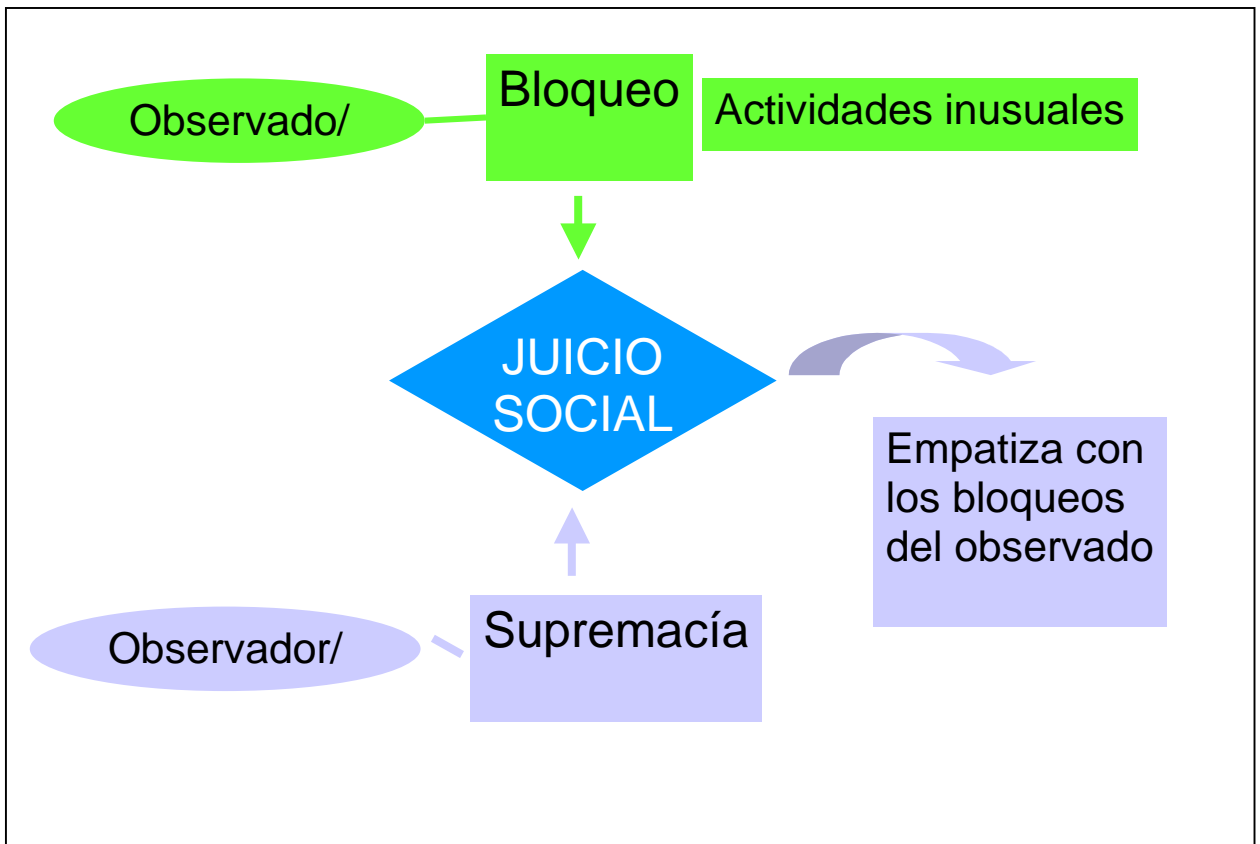 Observado/
Bloqueo
Actividades inusuales
JUICIO
SOCIAL
Empatiza con
los bloqueos
del observado
Observador/
Supremacía